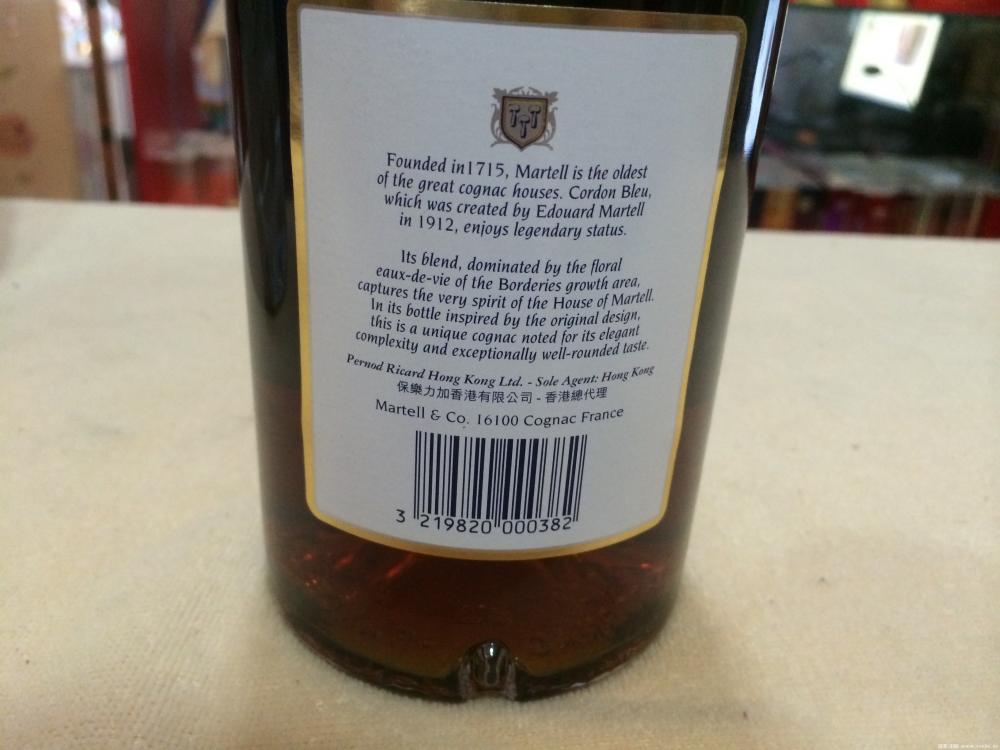 Founded in1715, Martell is the oldest
of the great cognac houses. Cordon Bleu,
which was created by Edouard Martell
in 1912, enjoys legendary status.
Its blend, dominated by the floral
eaux-de-vie of the Borderies growth area,
captures the very spirit of the House of Martell.
In its bottle inspired by the original design,
this is a unique cognac noted for its elegant
complexity and exceptionally well-rounded taste.
Pernod Ricard Hong Kong Ltd. - Sole Agent: Hong Kong
保樂力加香港有限公司 - 香港總代理
Martell & Co. 16100 Cognac France
3 219820 000382